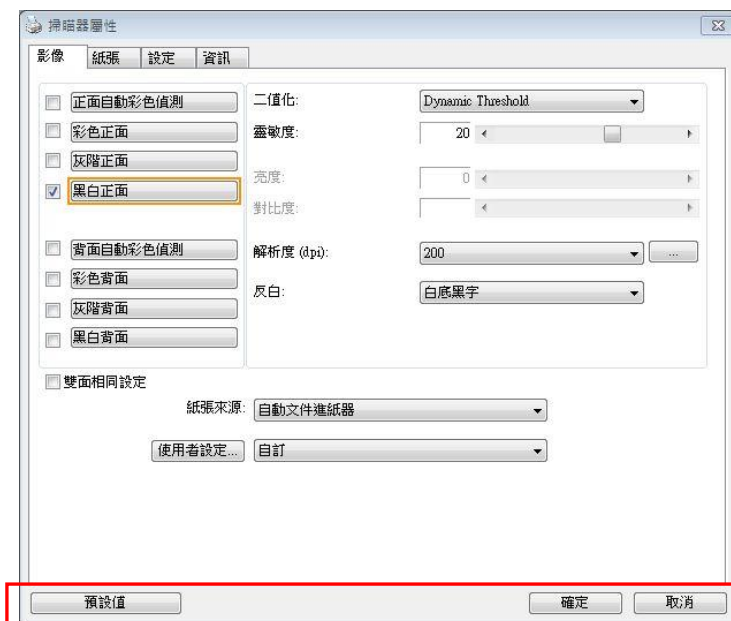 掃瞄器屬性
影像 紙張 設定 資訊
正面自動彩色偵測 二值化: Dynamic Threshold
彩色正面 靈敏度: 20
灰階正面
黑白正面 亮度: 0
對比度:
背面自動彩色偵測 解析度 (dpi): 200 ...
彩色背面 反白: 白底黑字
灰階背面
黑白背面
雙面相同設定
紙張來源: 自動文件進紙器
使用者設定... 自訂
預設值 確定 取消